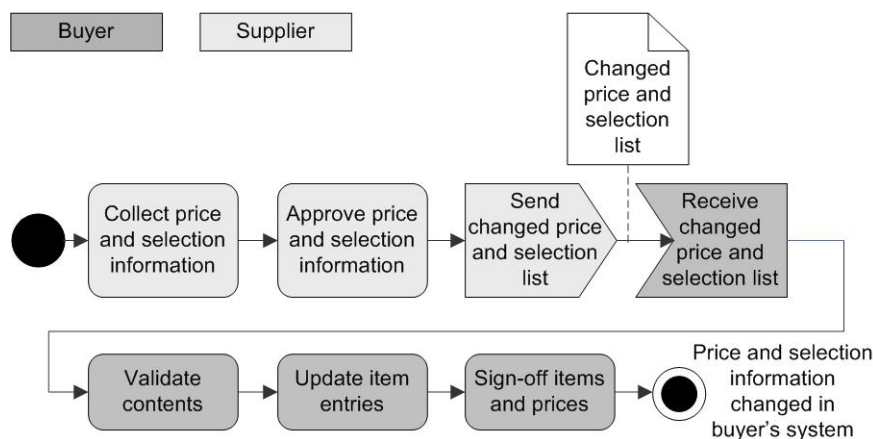 Buyer
Supplier
Changed
price and
selection
list
Collect price
and selection
information
Approve price
and selection
information
Send
changed price
and selection
list
Receive
changed
price and
selection list
Validate
contents
Update item
entries
Sign-off items
and prices
Price and selection
information
changed in
buyer's system